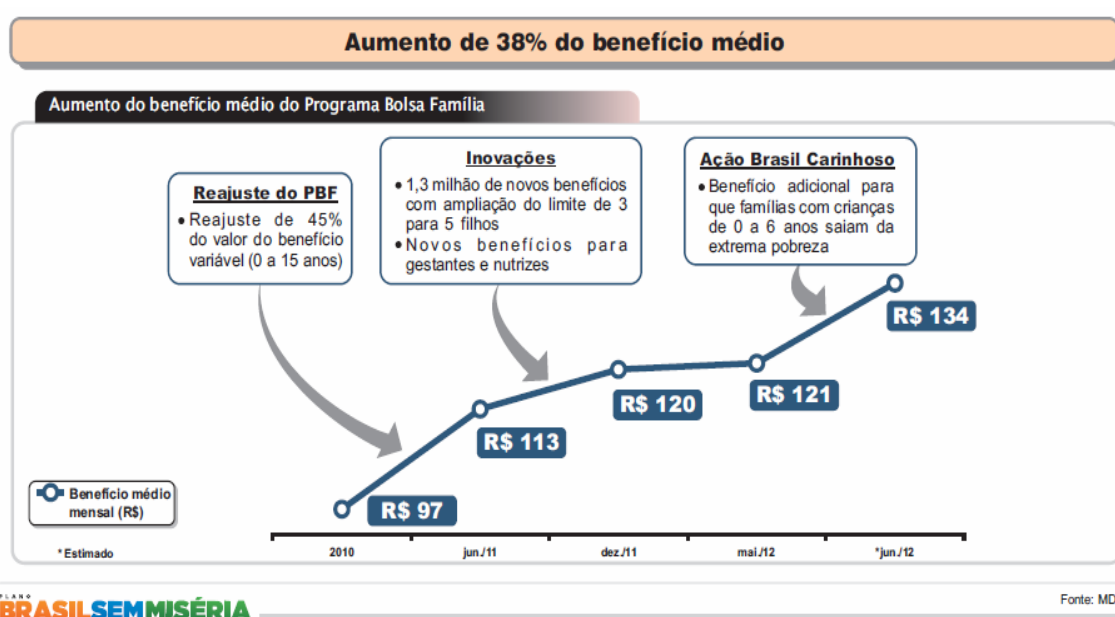 Aumento de 38% do benefício médio
Aumento do benefício médio do Programa Bolsa Família
Reajuste do PBF
• Reajuste de 45%
do valor do benefício
variável (0 a 15 anos)
Inovações
• 1,3 milhão de novos benefícios
com ampliação do limite de 3
para 5 filhos
• Novos benefícios para
gestantes e nutrizes
Ação Brasil Carinhoso
• Benefício adicional para
que famílias com crianças
de 0 a 6 anos saiam da
extrema pobreza
R$ 134
R$ 121
R$ 120
R$ 113
R$ 97
Benefício médio
mensal (R$)
* Estimado
2010
jun./11
dez./11
mai./12
*jun./12
PLANO
BRASIL SEM MISÉRIA
Fonte: MD